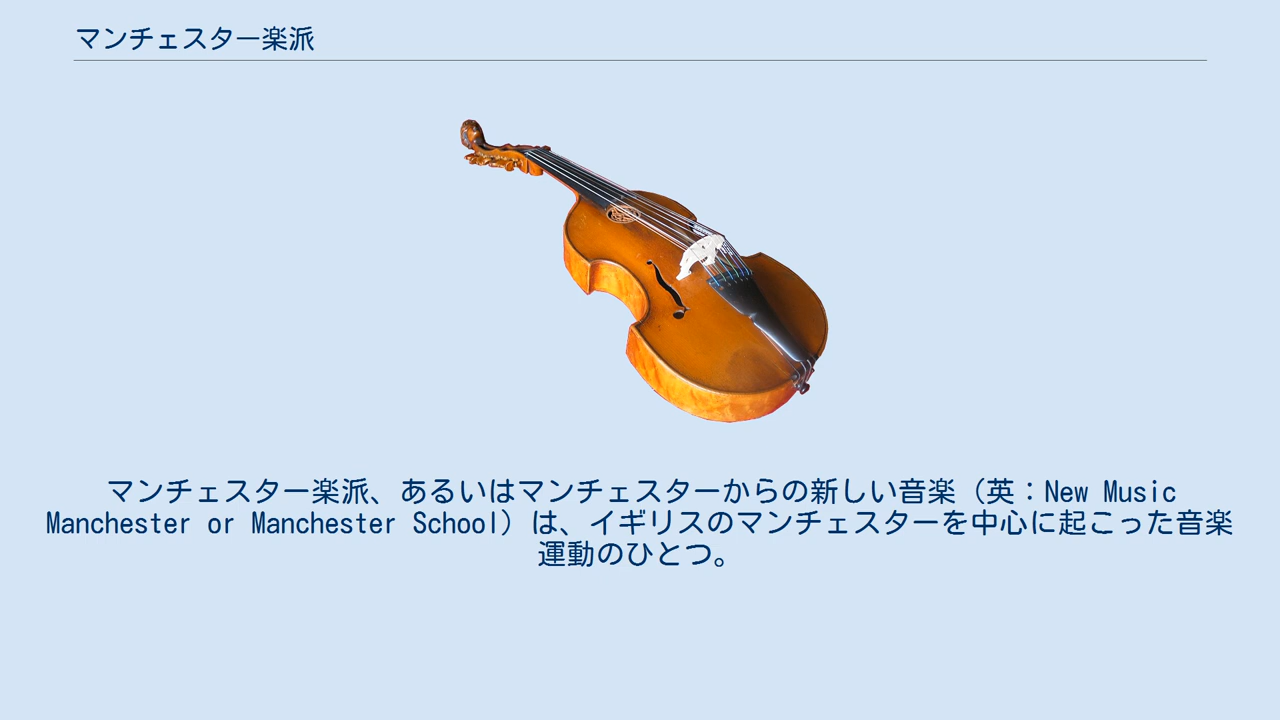 マンチェスター楽派
マンチェスター楽派、あるいはマンチェスターからの新しい音楽（英：New Music
Manchester or Manchester School）は、イギリスのマンチェスターを中心に起こった音楽
運動のひとつ。